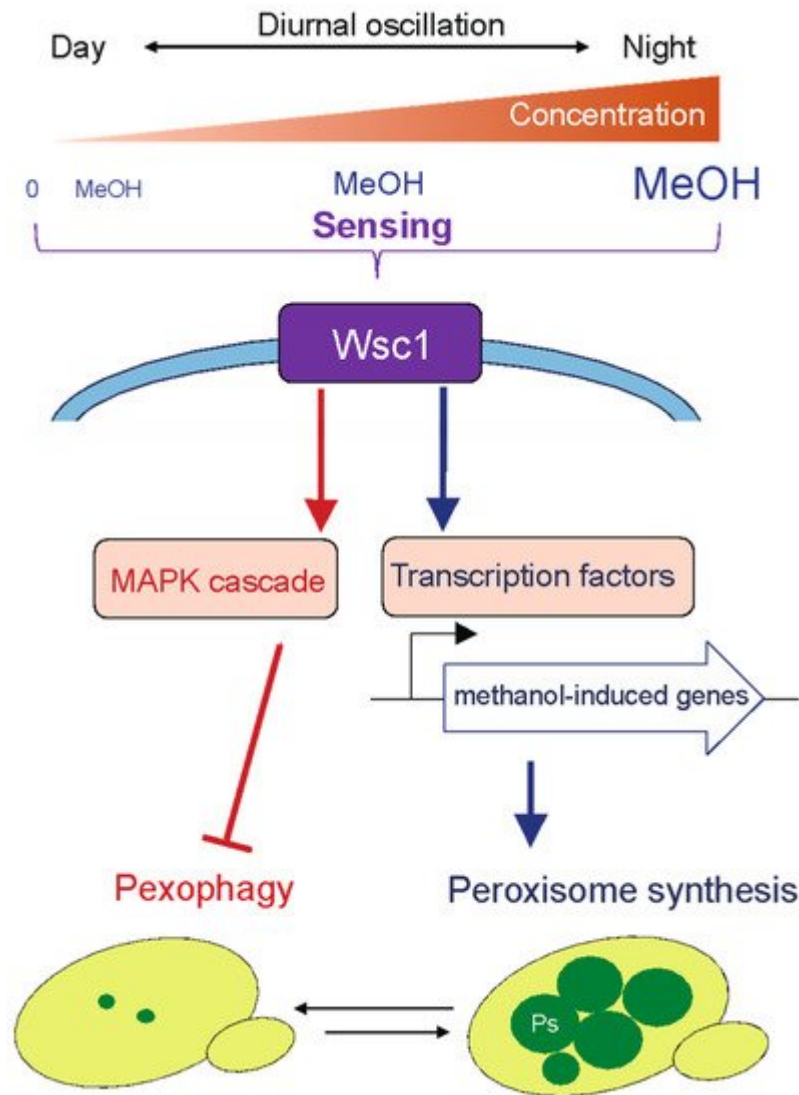 Diurnal oscillation
Day
Night
Concentration
0
MeOH
MeOH
MeOH
Sensing
Wsc1
MAPK cascade
Transcription factors
methanol-induced genes
Pexophagy
Peroxisome synthesis
Ps